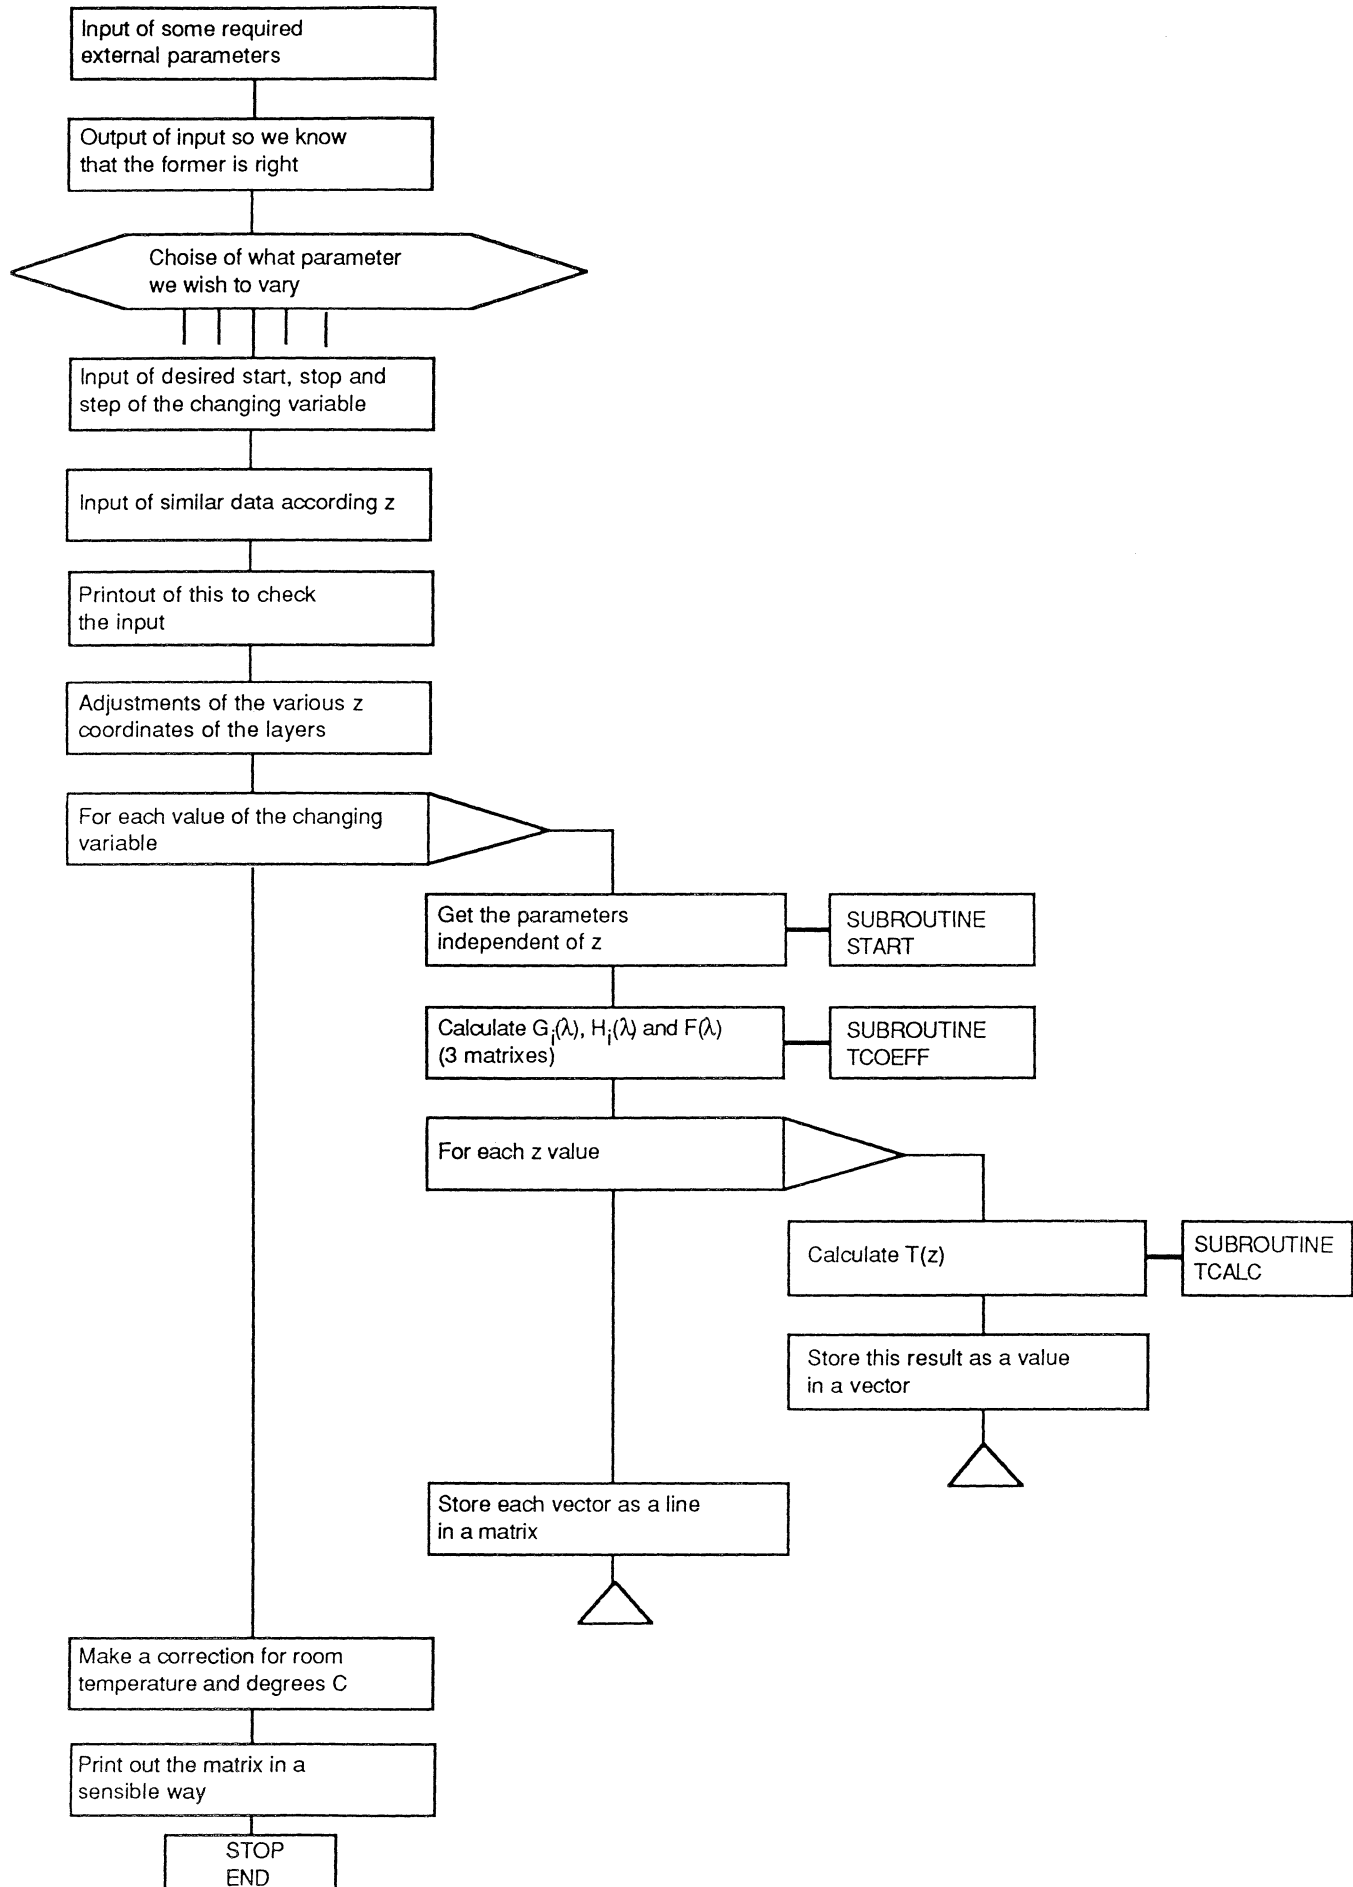 Input of some required
external parameters
Output of input so we know
that the former is right
Choise of what parameter
we wish to vary
Input of desired start, stop and
step of the changing variable
Input of similar data according z
Printout of this to check
the input
Adjustments of the various z
coordinates of the layers
For each value of the changing
variable
Get the parameters
independent of z
SUBROUTINE
START
Calculate Gi(λ), Hi(λ) and F(λ)
(3 matrixes)
SUBROUTINE
TCOEFF
For each z value
Calculate T(z)
SUBROUTINE
TCALC
Store this result as a value
in a vector
Store each vector as a line
in a matrix
Make a correction for room
temperature and degrees C
Print out the matrix in a
sensible way
STOP
END